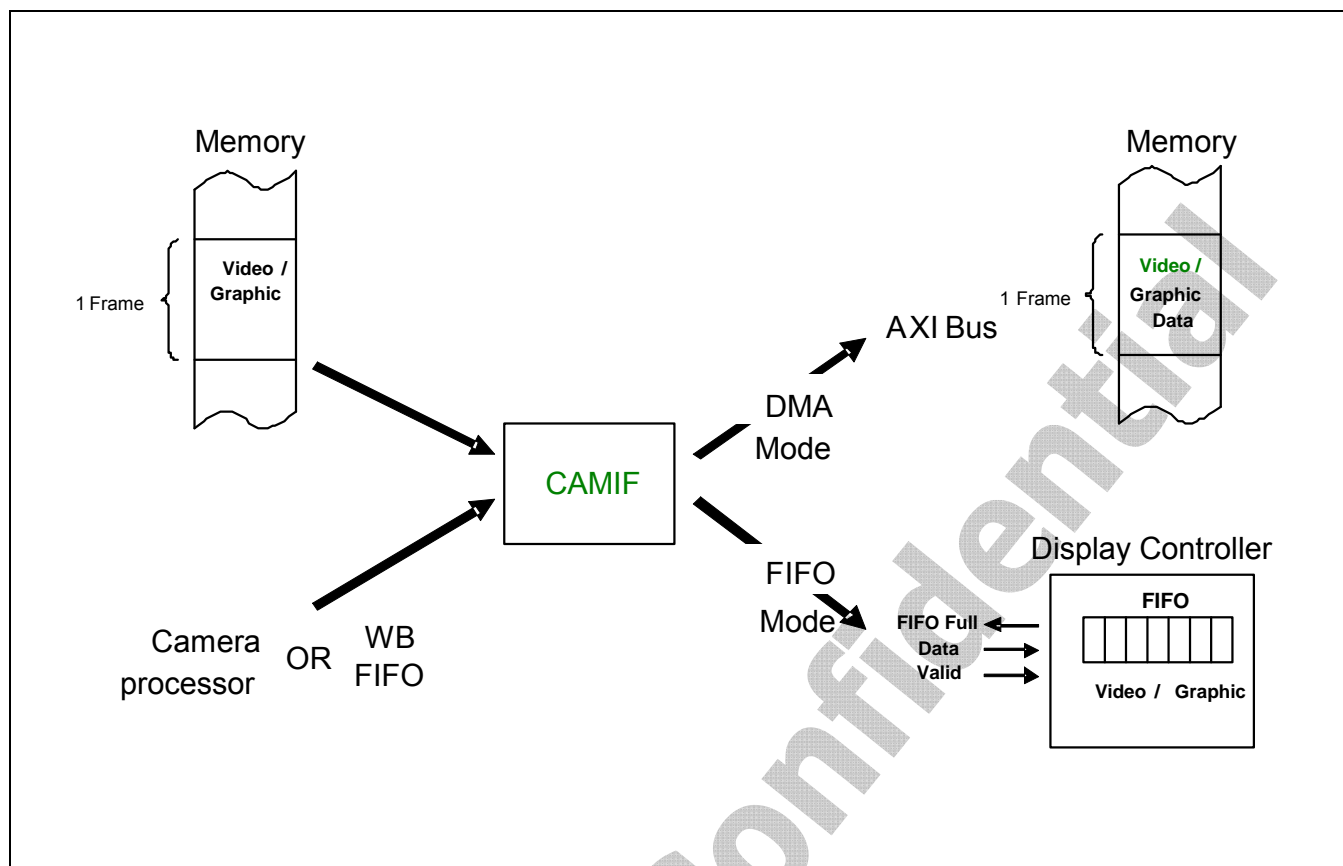 Memory
Video /
Graphic
1 Frame
Memory
Video /
Graphic
Data
1 Frame
AXI Bus
DMA
Mode
CAMIF
FIFO
Mode
Camera
processor
OR
WB
FIFO
Display Controller
FIFO
FIFO Full
Data
Valid
Video / Graphic
Confidential